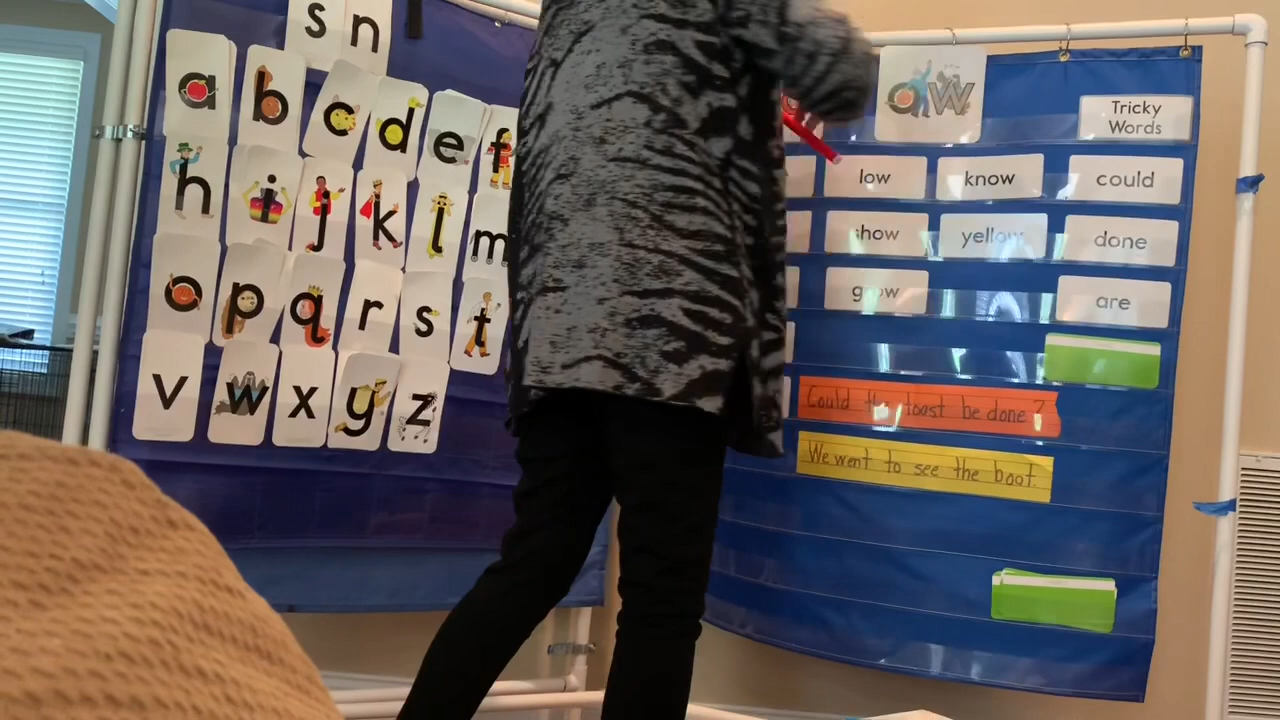 s n
a b c d e f
h i j k l m
o p q r s t
v w x y z
ow
Tricky
Words
low know could
show yellow done
grow are
Could the toast be done?
We went to see the boat.